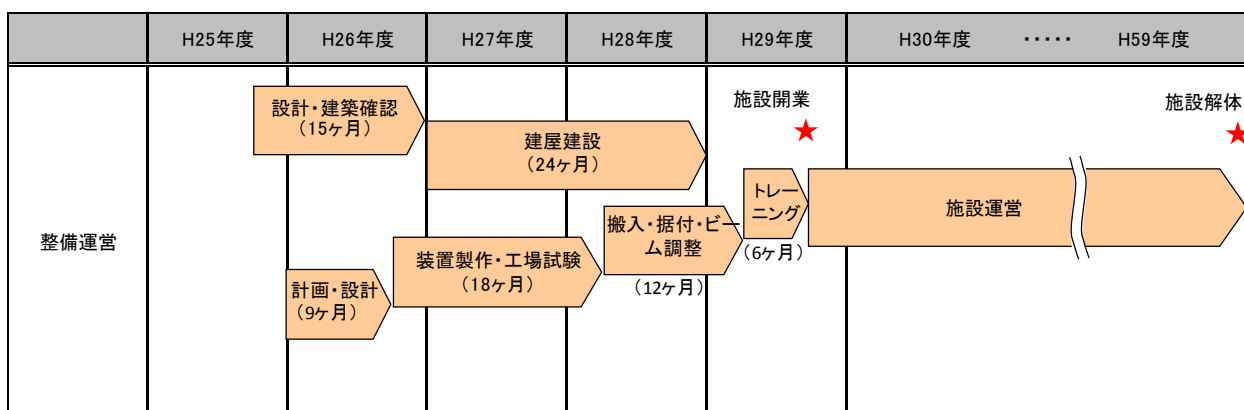 H25年度 H26年度 H27年度 H28年度 H29年度 H30年度 ・・・・・ H59年度
設計・建築確認
（15ヶ月）
施設開業
施設解体
建屋建設
（24ヶ月）
トレー
ニング
（6ヶ月）
施設運営
整備運営
搬入・据付・ビー
ム調整
（12ヶ月）
装置製作・工場試験
（18ヶ月）
計画・設計
（9ヶ月）